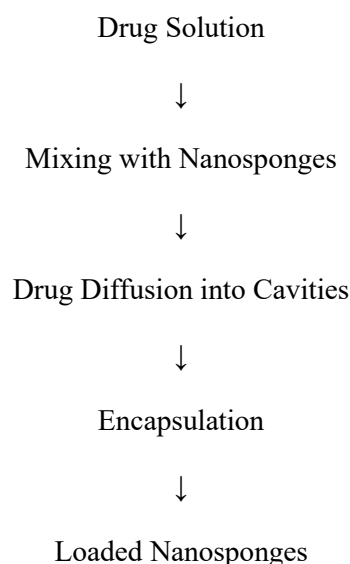 Drug Solution
↓
Mixing with Nanosponges
↓
Drug Diffusion into Cavities
↓
Encapsulation
↓
Loaded Nanosponges